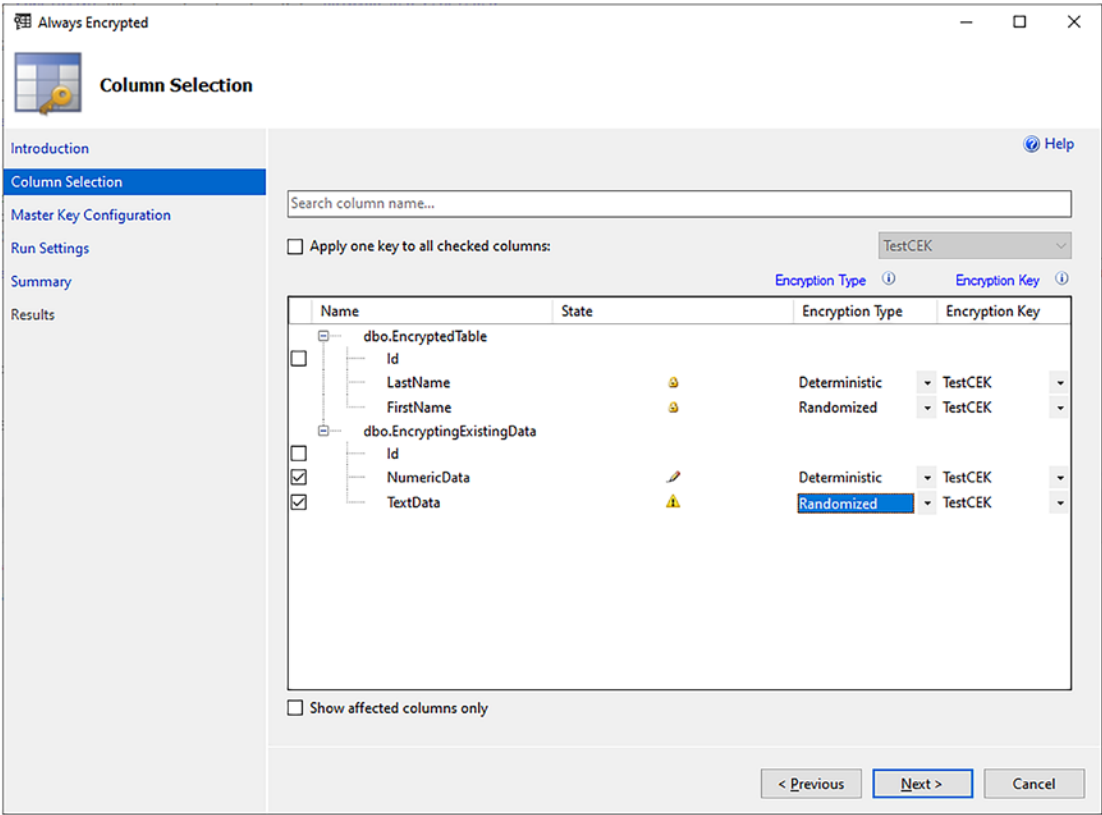 Always Encrypted
Column Selection
Introduction
Column Selection
Master Key Configuration
Run Settings
Summary
Results
Help
Search column name...
Apply one key to all checked columns: TestCEK
Encryption Type Encryption Key
Name State Encryption Type Encryption Key
dbo.EncryptedTable
Id
LastName Deterministic TestCEK
FirstName Randomized TestCEK
dbo.EncryptingExistingData
Id
NumericData Deterministic TestCEK
TextData Randomized TestCEK
Show affected columns only
< Previous Next > Cancel